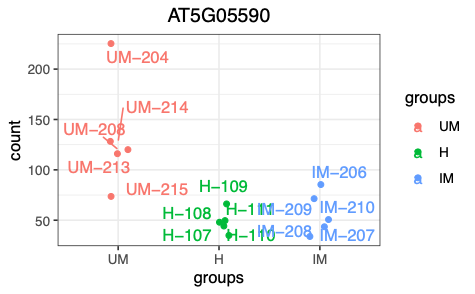 AT5G05590
UM−204
UM−214
UM−208
UM−213
UM−215
H−109
H−108
H−111
H−107
H−110
IM−206
IM−209
IM−210
IM−208
IM−207
200
150
100
50
count
UM
H
IM
groups
groups
a UM
a H
a IM